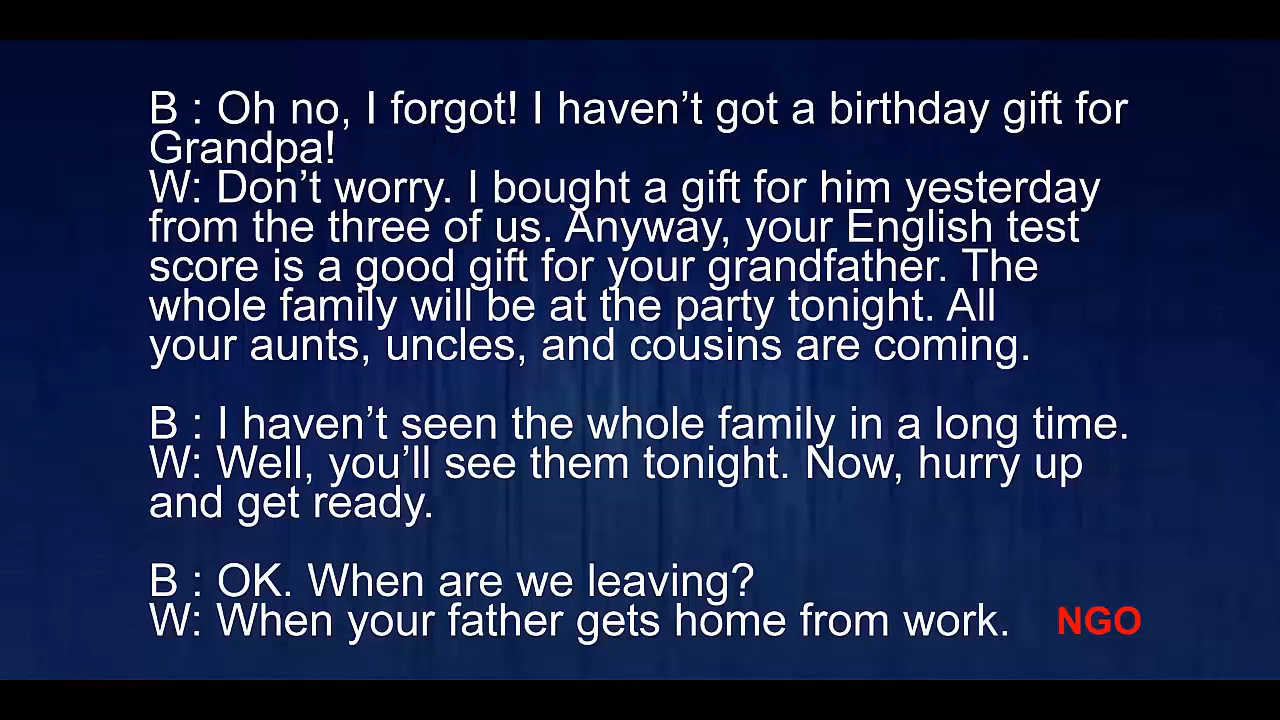 B : Oh no, I forgot! I haven’t got a birthday gift for
Grandpa!
W: Don’t worry. I bought a gift for him yesterday
from the three of us. Anyway, your English test
score is a good gift for your grandfather. The
whole family will be at the party tonight. All
your aunts, uncles, and cousins are coming.
B : I haven’t seen the whole family in a long time.
W: Well, you’ll see them tonight. Now, hurry up
and get ready.
B : OK. When are we leaving?
W: When your father gets home from work. NGO